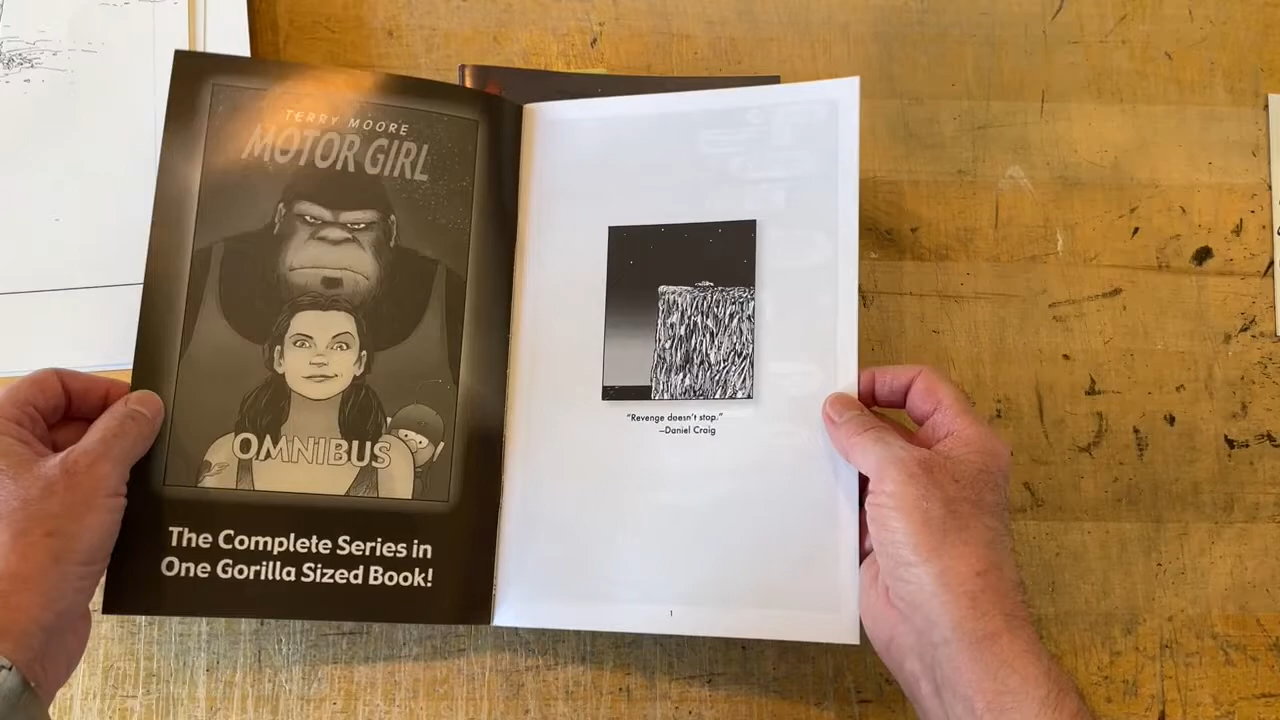 TERRY MOORE
MOTOR GIRL
OMNIBUS
The Complete Series in
One Gorilla Sized Book!
“Revenge doesn’t stop.”
—Daniel Craig
1